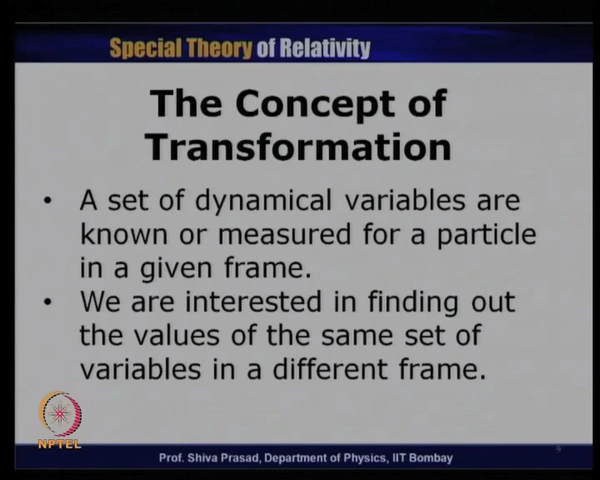 Special Theory of Relativity
The Concept of
Transformation
• A set of dynamical variables are
known or measured for a particle
in a given frame.
• We are interested in finding out
the values of the same set of
variables in a different frame.
NPTEL
Prof. Shiva Prasad, Department of Physics, IIT Bombay
9